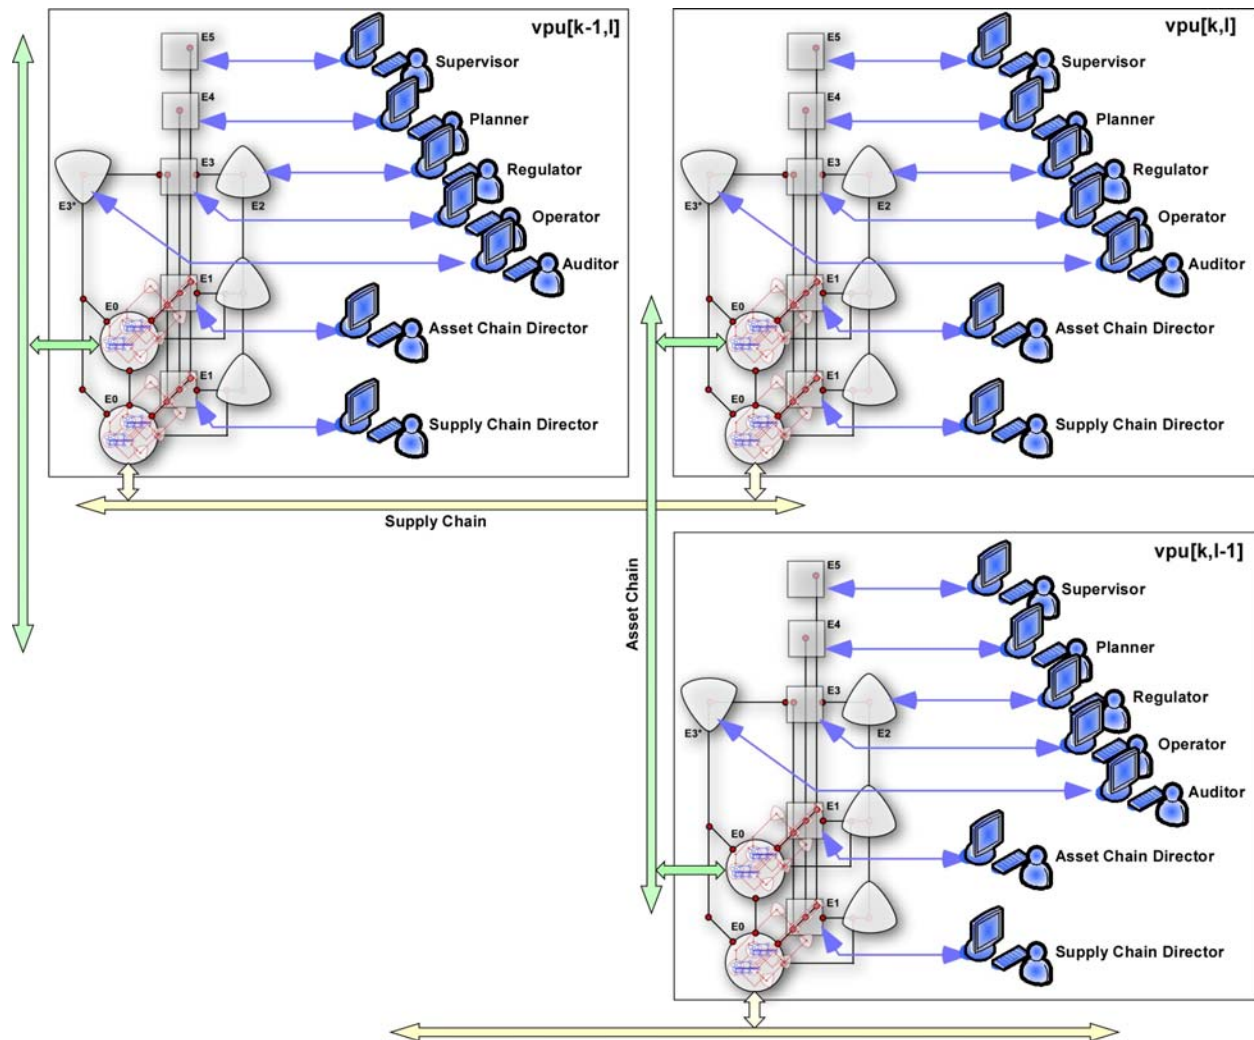 vpu[k-1,l]
E5
Supervisor
E4
Planner
E3
Regulator
E3*
E2
Operator
Auditor
E1
E0
Asset Chain Director
E1
E0
Supply Chain Director
vpu[k,l]
E5
Supervisor
E4
Planner
E3
Regulator
E3*
E2
Operator
Auditor
E1
E0
Asset Chain Director
E1
E0
Supply Chain Director
Supply Chain
Asset Chain
vpu[k,l-1]
E5
Supervisor
E4
Planner
E3
Regulator
E3*
E2
Operator
Auditor
E1
E0
Asset Chain Director
E1
E0
Supply Chain Director